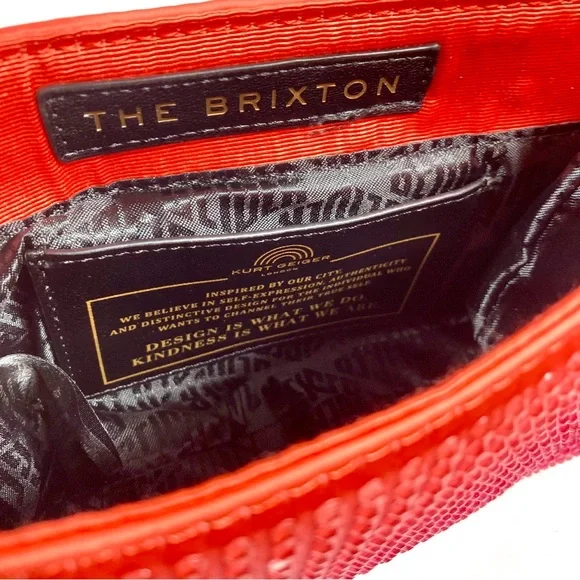 THE BRIXTON
KURT GEIGER
LONDON
INSPIRED BY OUR CITY.
WE BELIEVE IN SELF-EXPRESSION, AUTHENTICITY
AND DISTINCTIVE DESIGN FOR THE INDIVIDUAL WHO
WANTS TO CHANNEL THEIR TRUE SELF
DESIGN IS WHAT WE DO.
KINDNESS IS WHAT WE ARE